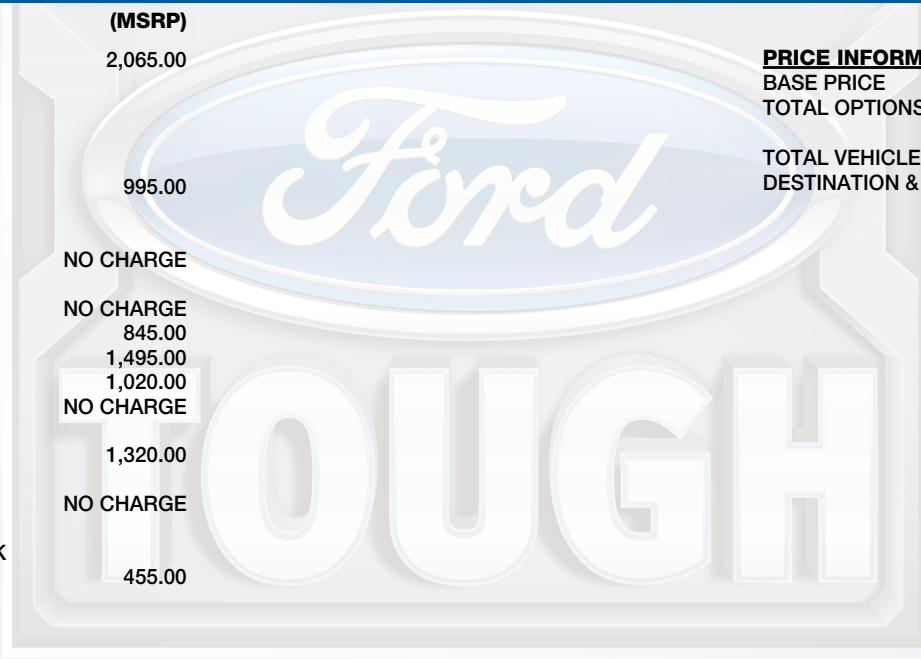 (MSRP)
2,065.00
995.00
NO CHARGE
NO CHARGE
845.00
1,495.00
1,020.00
NO CHARGE
1,320.00
NO CHARGE
K
455.00
PRICE INFORM
BASE PRICE
TOTAL OPTIONS
TOTAL VEHICLE
DESTINATION &
Ford
TOUGH